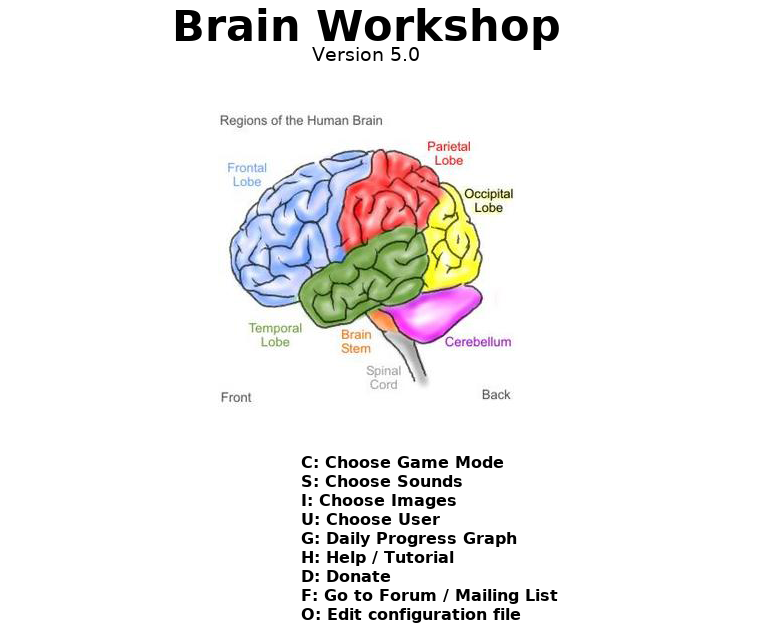 Brain Workshop
Version 5.0
Regions of the Human Brain
Parietal
Lobe
Frontal
Lobe
Occipital
Lobe
Temporal
Lobe
Brain
Stem
Cerebellum
Spinal
Cord
Front
Back
C: Choose Game Mode
S: Choose Sounds
I: Choose Images
U: Choose User
G: Daily Progress Graph
H: Help / Tutorial
D: Donate
F: Go to Forum / Mailing List
O: Edit configuration file